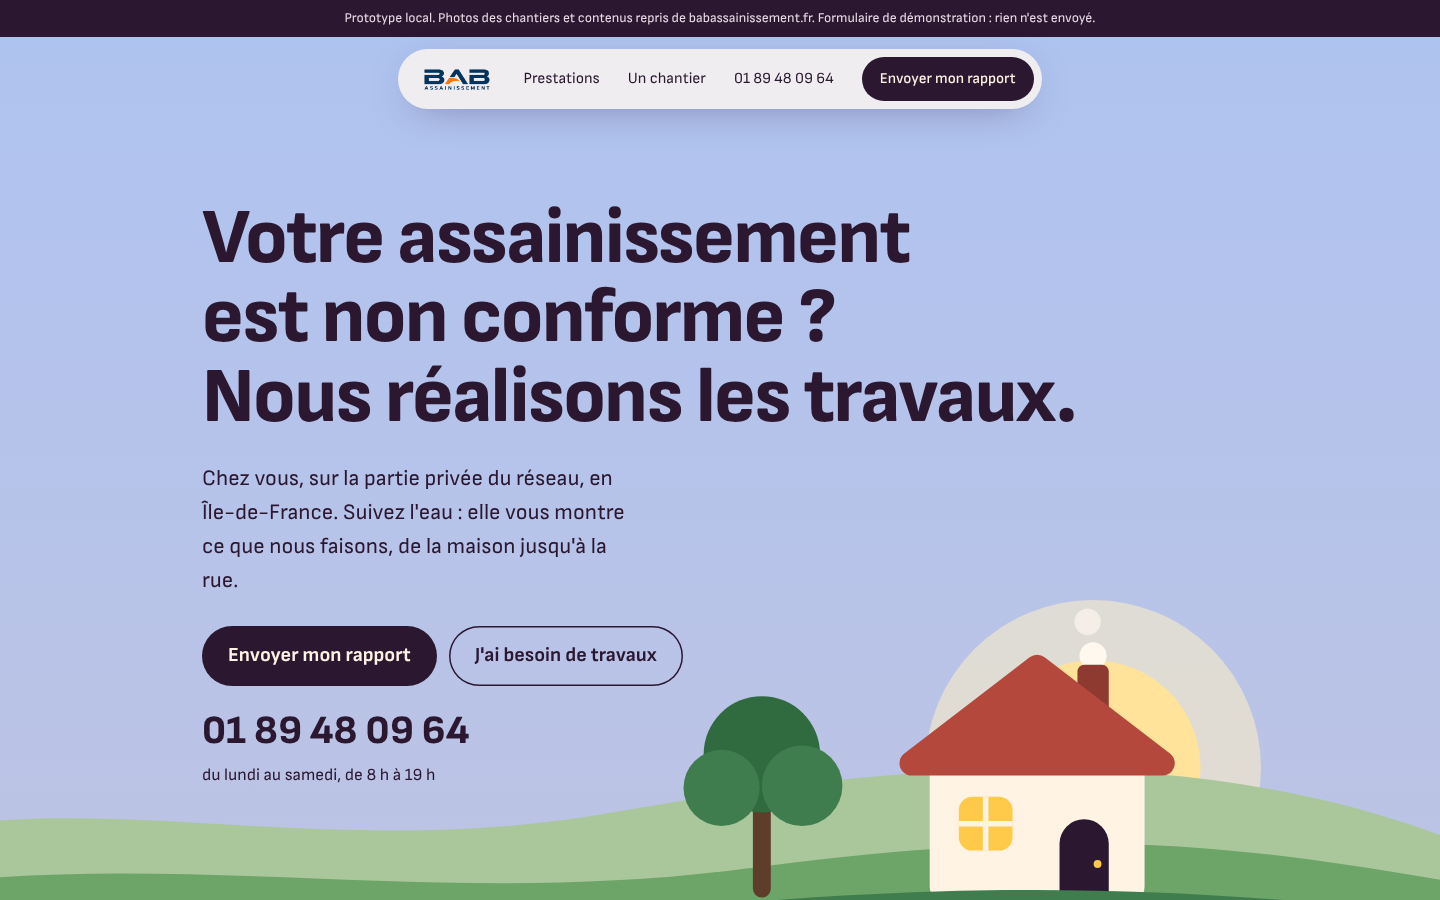 Prototype local. Photos des chantiers et contenus repris de babassainissement.fr. Formulaire de démonstration : rien n'est envoyé.
BAB
ASSAINISSEMENT
Prestations
Un chantier
01 89 48 09 64
Envoyer mon rapport
Votre assainissement
est non conforme ?
Nous réalisons les travaux.
Chez vous, sur la partie privée du réseau, en
Île-de-France. Suivez l'eau : elle vous montre
ce que nous faisons, de la maison jusqu'à la
rue.
Envoyer mon rapport
J'ai besoin de travaux
01 89 48 09 64
du lundi au samedi, de 8 h à 19 h